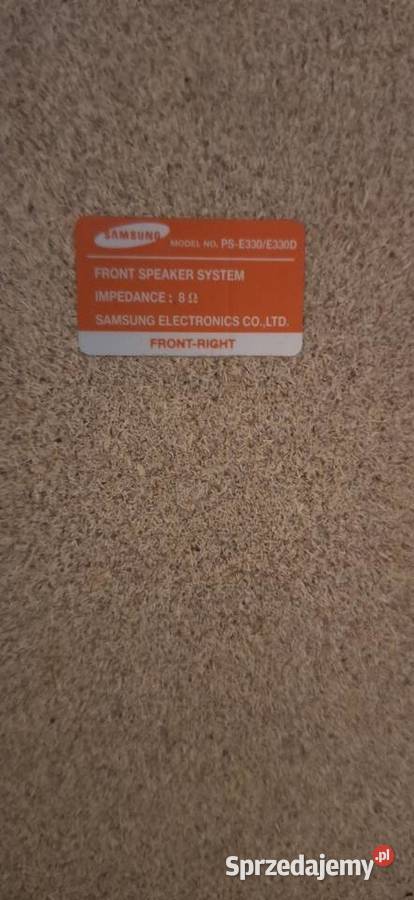 SAMSUNG MODEL NO. PS-E330/E330D
FRONT SPEAKER SYSTEM
IMPEDANCE : 8 Ω
SAMSUNG ELECTRONICS CO.,LTD.
FRONT-RIGHT
Sprzedajemy.pl